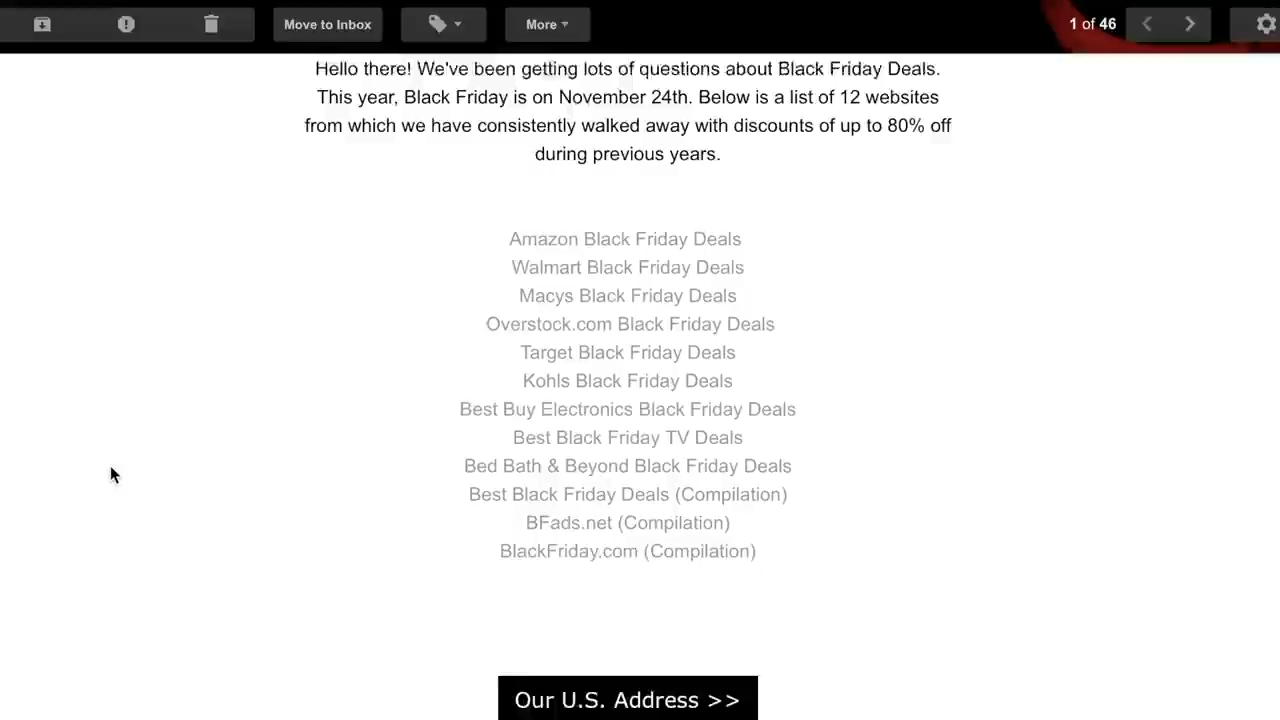 Move to Inbox
More
1 of 46
Hello there! We've been getting lots of questions about Black Friday Deals.
This year, Black Friday is on November 24th. Below is a list of 12 websites
from which we have consistently walked away with discounts of up to 80% off
during previous years.
Amazon Black Friday Deals
Walmart Black Friday Deals
Macys Black Friday Deals
Overstock.com Black Friday Deals
Target Black Friday Deals
Kohls Black Friday Deals
Best Buy Electronics Black Friday Deals
Best Black Friday TV Deals
Bed Bath & Beyond Black Friday Deals
Best Black Friday Deals (Compilation)
BFads.net (Compilation)
BlackFriday.com (Compilation)
Our U.S. Address >>